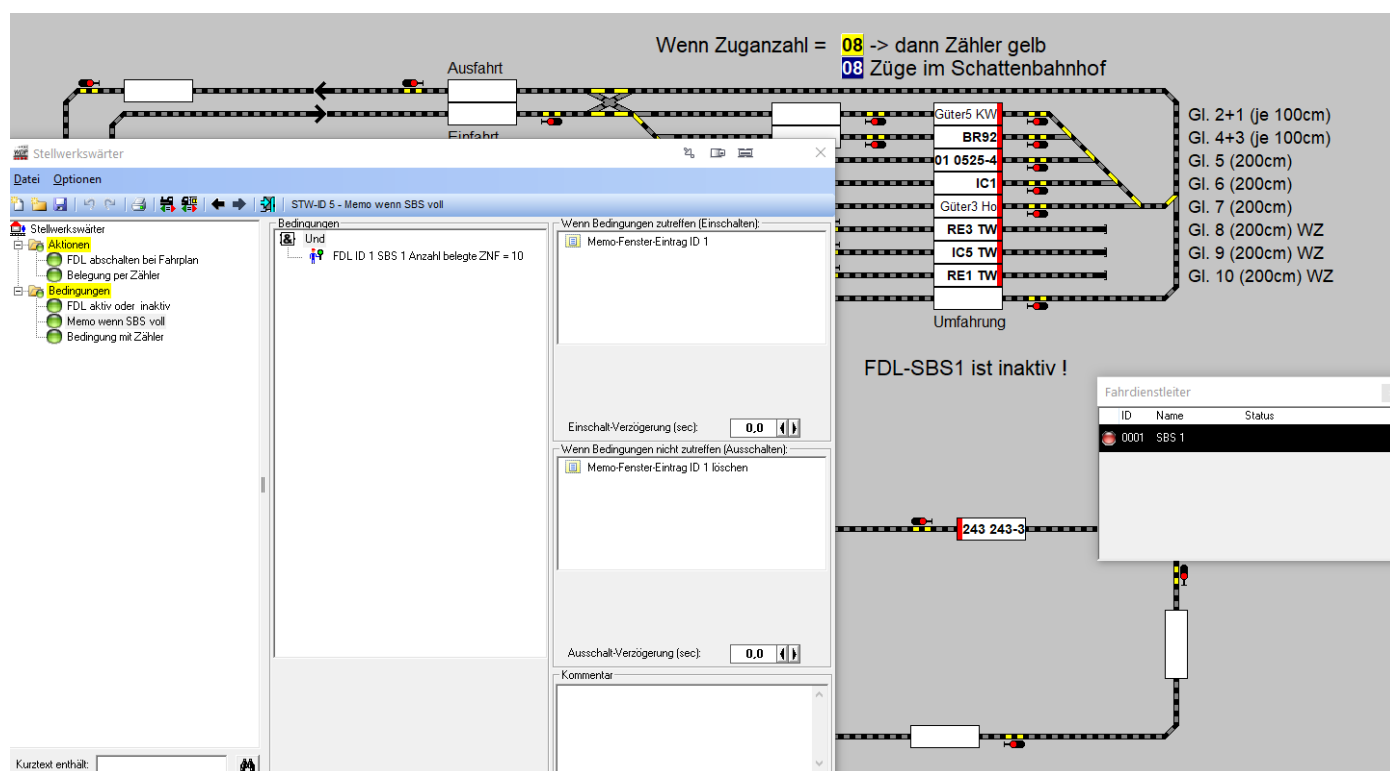 Wenn Zuganzahl = 08 -> dann Zähler gelb
08 Züge im Schattenbahnhof
Ausfahrt
Einfahrt
Güter5 KW
BR92
01 0525-4
IC1
Güter3 Ho
RE3 TW
IC5 TW
RE1 TW
Umfahrung
Gl. 2+1 (je 100cm)
Gl. 4+3 (je 100cm)
Gl. 5 (200cm)
Gl. 6 (200cm)
Gl. 7 (200cm)
Gl. 8 (200cm) WZ
Gl. 9 (200cm) WZ
Gl. 10 (200cm) WZ
FDL-SBS1 ist inaktiv !
Stellwerkswärter
Datei Optionen
STW-ID 5 - Memo wenn SBS voll
Stellwerkswärter
Aktionen
FDL abschalten bei Fahrplan
Belegung per Zähler
Bedingungen
FDL aktiv oder inaktiv
Memo wenn SBS voll
Bedingung mit Zähler
Kurztext enthält:
Bedingungen
& Und
FDL ID 1 SBS 1 Anzahl belegte ZNF = 10
Wenn Bedingungen zutreffen (Einschalten):
Memo-Fenster-Eintrag ID 1
Einschalt-Verzögerung (sec): 0,0
Wenn Bedingungen nicht zutreffen (Ausschalten):
Memo-Fenster-Eintrag ID 1 löschen
Ausschalt-Verzögerung (sec): 0,0
Kommentar
Fahrdienstleiter
ID Name Status
0001 SBS 1
243 243-3